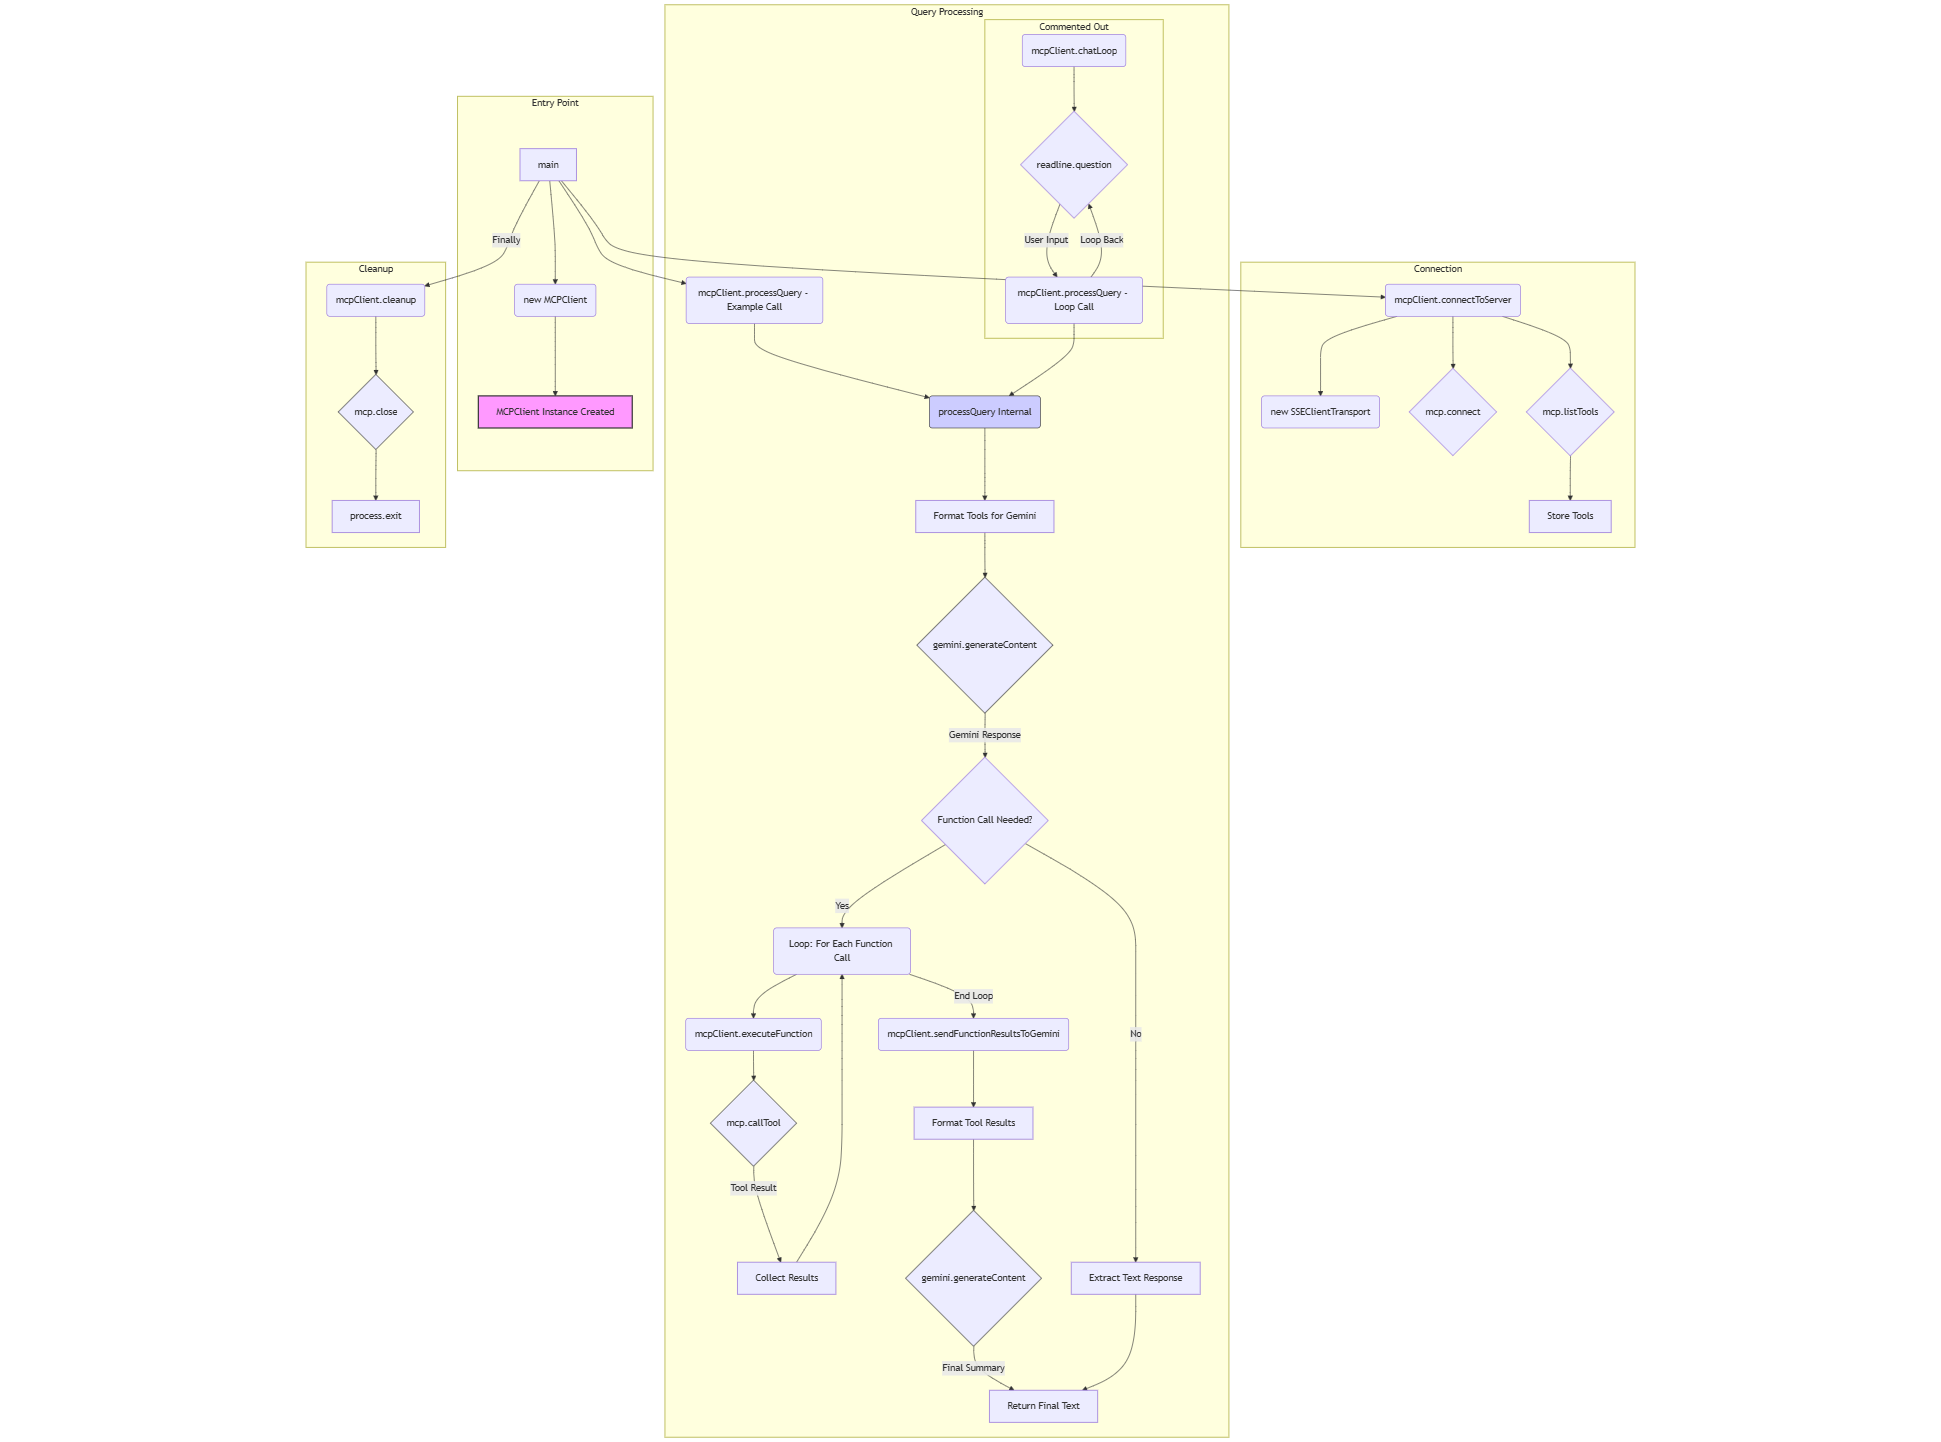 Query Processing
Commented Out
mcpClient.chatLoop
readline.question
User Input
Loop Back
mcpClient.processQuery -
Loop Call
Entry Point
main
Finally
new MCPClient
MCPClient Instance Created
Cleanup
mcpClient.cleanup
mcp.close
process.exit
mcpClient.processQuery -
Example Call
Connection
mcpClient.connectToServer
new SSEClientTransport
mcp.connect
mcp.listTools
Store Tools
processQuery Internal
Format Tools for Gemini
gemini.generateContent
Gemini Response
Function Call Needed?
Yes
No
Loop: For Each Function
Call
End Loop
mcpClient.executeFunction
mcpClient.sendFunctionResultsToGemini
mcp.callTool
Format Tool Results
Tool Result
Collect Results
gemini.generateContent
Extract Text Response
Final Summary
Return Final Text